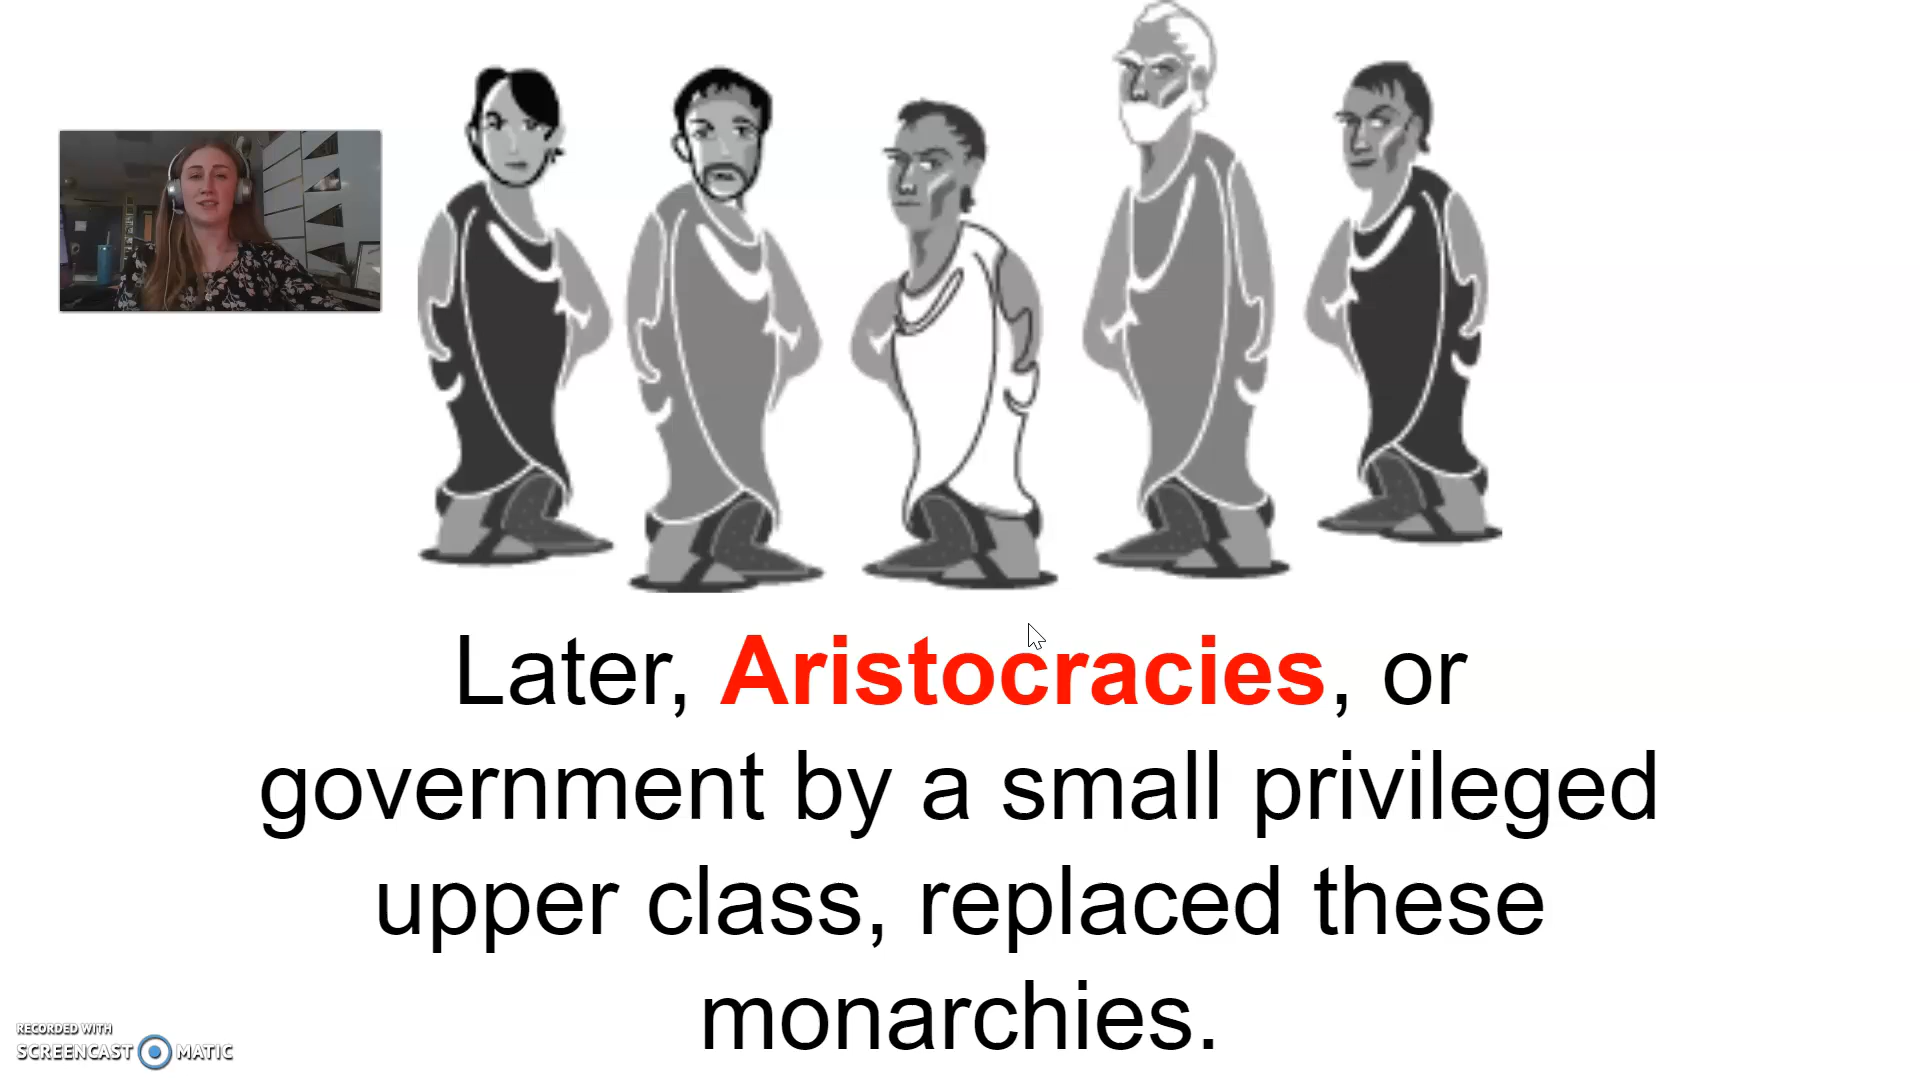 Later, Aristocracies, or
government by a small privileged
upper class, replaced these
monarchies.
RECORDED WITH
SCREENCAST MATIC